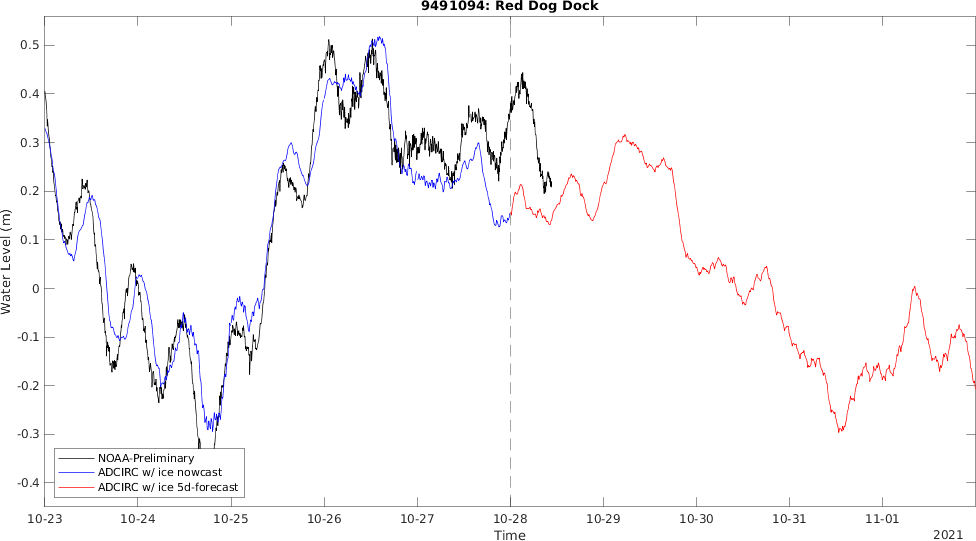 9491094: Red Dog Dock
Water Level (m)
0.5
0.4
0.3
0.2
0.1
0
-0.1
-0.2
-0.3
-0.4
NOAA-Preliminary
ADCIRC w/ ice nowcast
ADCIRC w/ ice 5d-forecast
10-23 10-24 10-25 10-26 10-27 10-28 10-29 10-30 10-31 11-01
Time
2021